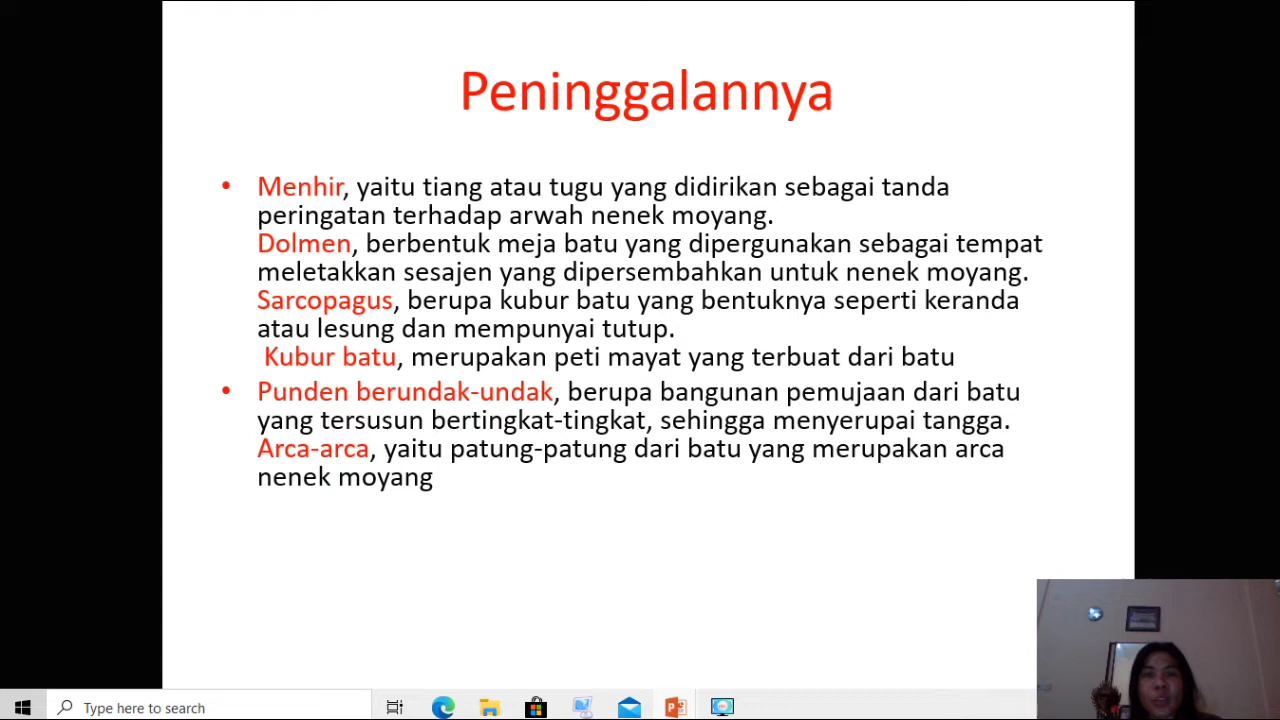 Peninggalannya
• Menhir, yaitu tiang atau tugu yang didirikan sebagai tanda
peringatan terhadap arwah nenek moyang.
Dolmen, berbentuk meja batu yang dipergunakan sebagai tempat
meletakkan sesajen yang dipersembahkan untuk nenek moyang.
Sarcopagus, berupa kubur batu yang bentuknya seperti keranda
atau lesung dan mempunyai tutup.
Kubur batu, merupakan peti mayat yang terbuat dari batu
• Punden berundak-undak, berupa bangunan pemujaan dari batu
yang tersusun bertingkat-tingkat, sehingga menyerupai tangga.
Arca-arca, yaitu patung-patung dari batu yang merupakan arca
nenek moyang
Type here to search